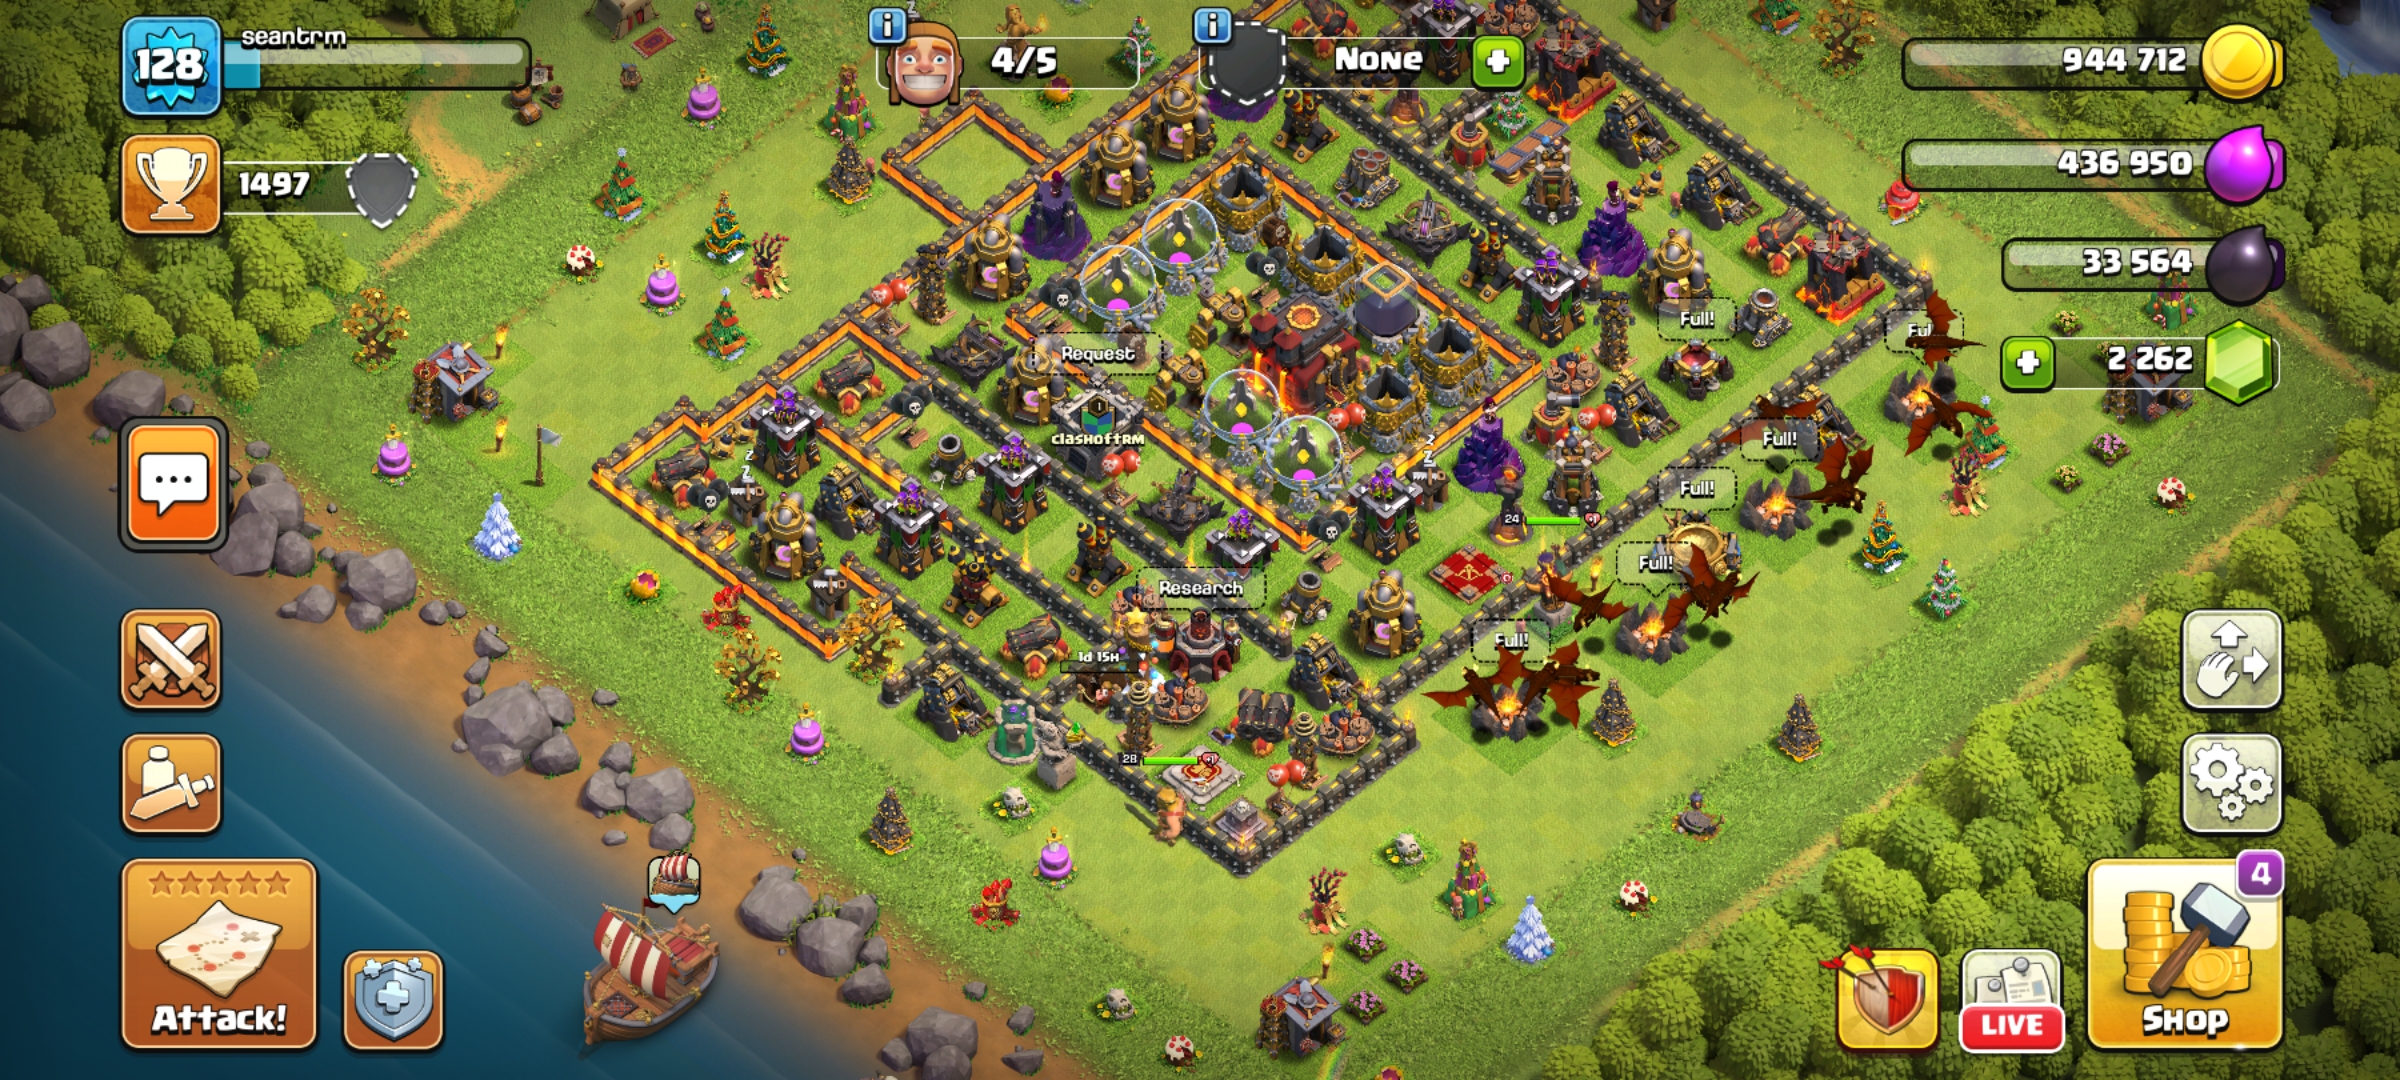 128
seantrm
4/5
None
944 712
1497
436 950
33 564
2 262
Full!
Ful
Request
clashoftrm
Full!
Full!
24
Full!
Research
Full!
1d 15H
28
Attack!
4
LIVE
Shop